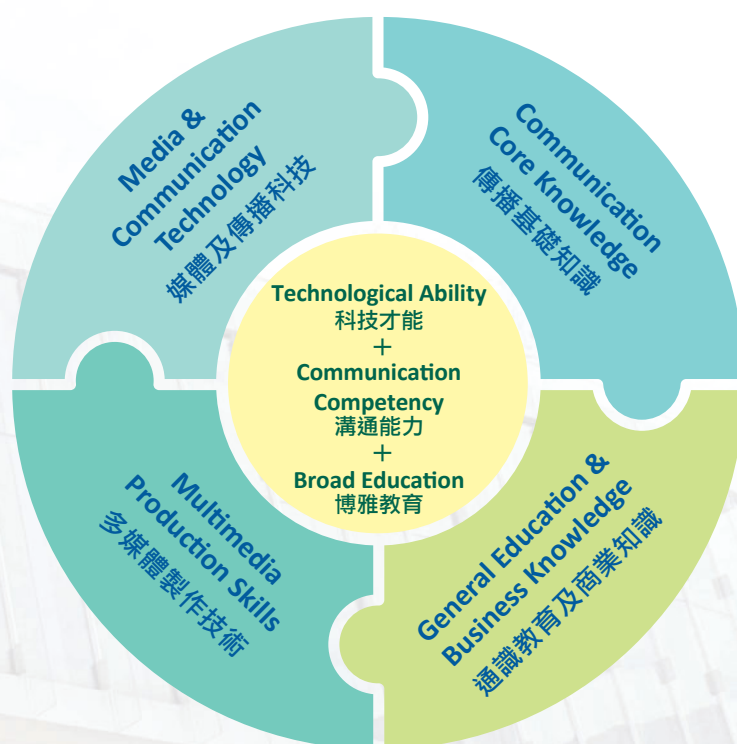 Media &
Communication
Technology
媒體及傳播科技
Communication
Core Knowledge
傳播基礎知識
Technological Ability
科技才能
+
Communication
Competency
溝通能力
+
Broad Education
博雅教育
Multimedia
Production Skills
多媒體製作技術
General Education &
Business Knowledge
通識教育及商業知識